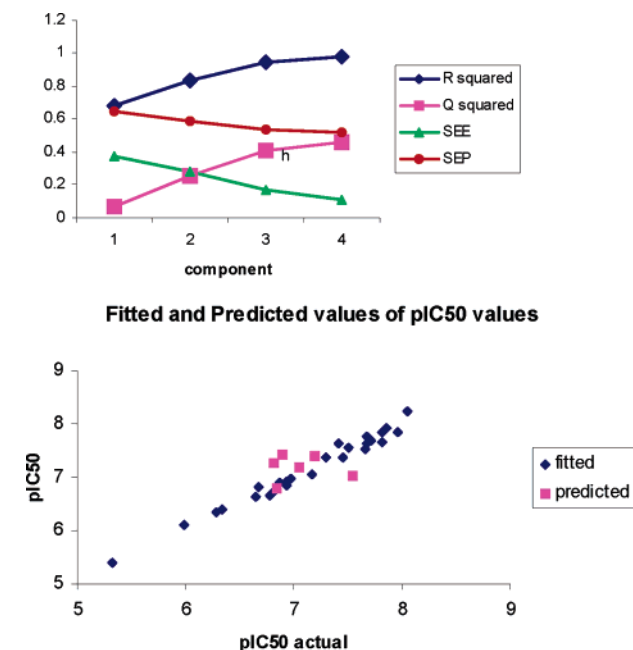 1.2
1
0.8
0.6
0.4
0.2
0
h
1 2 3 4
component
R squared
Q squared
SEE
SEP
Fitted and Predicted values of pIC50 values
9
8
7
6
5
pIC50
5 6 7 8 9
pIC50 actual
fitted
predicted